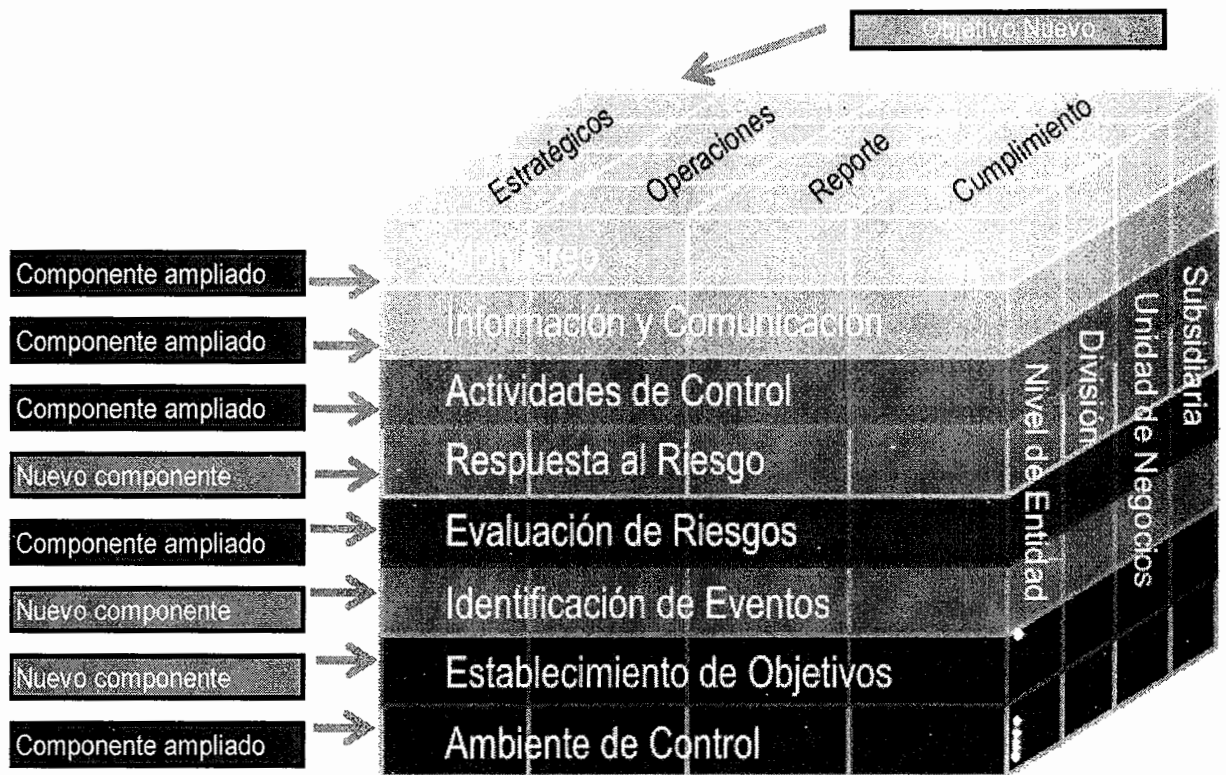 Objetivo Nuevo
Estratégicos
Operaciones
Reporte
Cumplimiento
Componente ampliado
Componente ampliado
Información y Comunicación
Componente ampliado
Actividades de Control
Nuevo componente
Respuesta al Riesgo
Componente ampliado
Evaluación de Riesgos
Nuevo componente
Identificación de Eventos
Nuevo componente
Establecimiento de Objetivos
Componente ampliado
Ambiente de Control
Nivel de Entidad
División
Unidad de Negocios
Subsidiaria